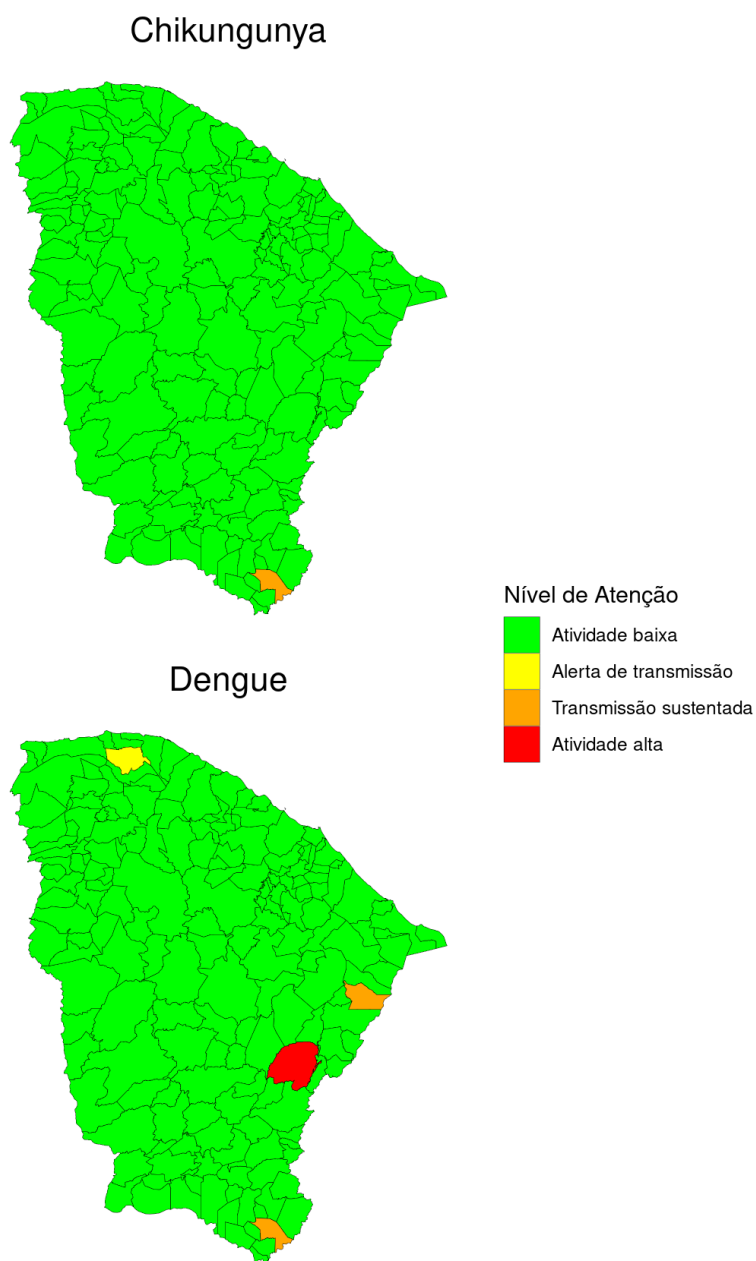 Chikungunya
Nível de Atenção
Atividade baixa
Alerta de transmissão
Transmissão sustentada
Atividade alta
Dengue